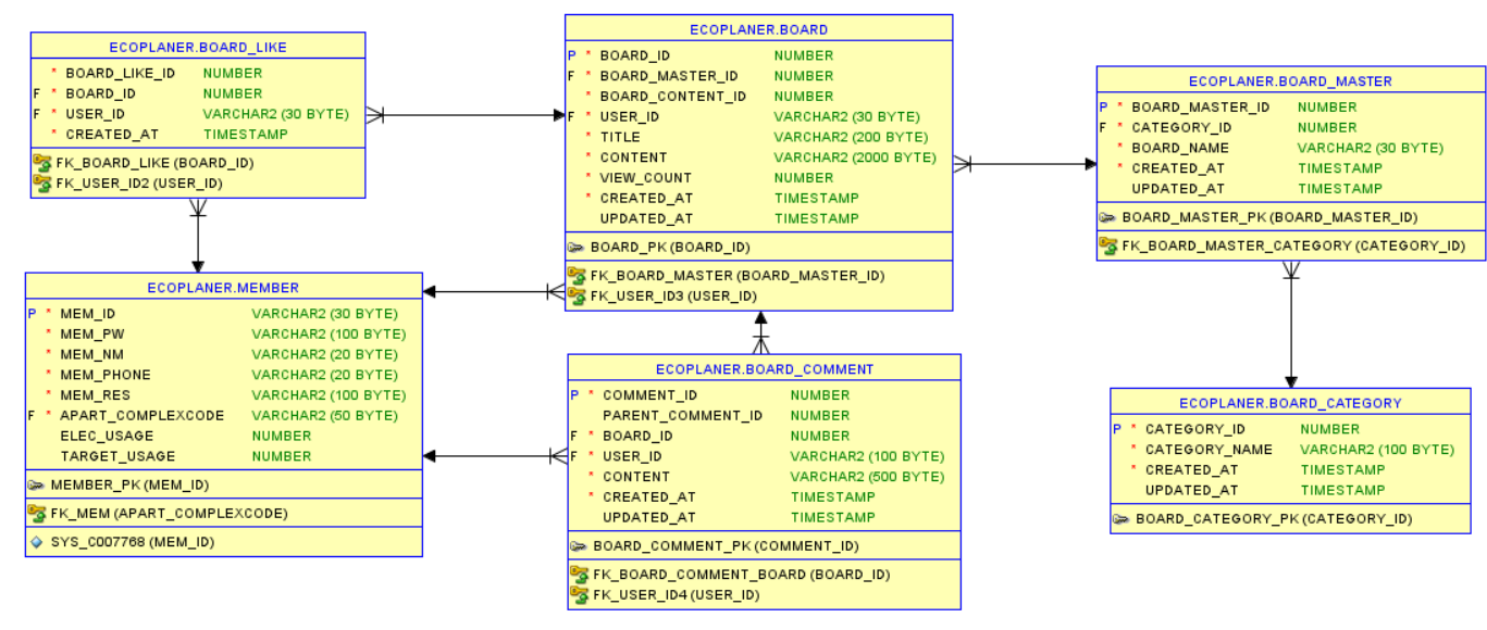 ECOPLANER.BOARD_LIKE
* BOARD_LIKE_ID NUMBER
F * BOARD_ID NUMBER
F * USER_ID VARCHAR2 (30 BYTE)
* CREATED_AT TIMESTAMP
FK_BOARD_LIKE (BOARD_ID)
FK_USER_ID2 (USER_ID)
ECOPLANER.BOARD
P * BOARD_ID NUMBER
F * BOARD_MASTER_ID NUMBER
* BOARD_CONTENT_ID NUMBER
F * USER_ID VARCHAR2 (30 BYTE)
* TITLE VARCHAR2 (200 BYTE)
* CONTENT VARCHAR2 (2000 BYTE)
* VIEW_COUNT NUMBER
* CREATED_AT TIMESTAMP
UPDATED_AT TIMESTAMP
BOARD_PK (BOARD_ID)
FK_BOARD_MASTER (BOARD_MASTER_ID)
FK_USER_ID3 (USER_ID)
ECOPLANER.BOARD_MASTER
P * BOARD_MASTER_ID NUMBER
F * CATEGORY_ID NUMBER
* BOARD_NAME VARCHAR2 (30 BYTE)
* CREATED_AT TIMESTAMP
UPDATED_AT TIMESTAMP
BOARD_MASTER_PK (BOARD_MASTER_ID)
FK_BOARD_MASTER_CATEGORY (CATEGORY_ID)
ECOPLANER.MEMBER
P * MEM_ID VARCHAR2 (30 BYTE)
* MEM_PW VARCHAR2 (100 BYTE)
* MEM_NM VARCHAR2 (20 BYTE)
* MEM_PHONE VARCHAR2 (20 BYTE)
* MEM_RES VARCHAR2 (100 BYTE)
F * APART_COMPLEXCODE VARCHAR2 (50 BYTE)
ELEC_USAGE NUMBER
TARGET_USAGE NUMBER
MEMBER_PK (MEM_ID)
FK_MEM (APART_COMPLEXCODE)
SYS_C007768 (MEM_ID)
ECOPLANER.BOARD_COMMENT
P * COMMENT_ID NUMBER
PARENT_COMMENT_ID NUMBER
F * BOARD_ID NUMBER
F * USER_ID VARCHAR2 (100 BYTE)
* CONTENT VARCHAR2 (500 BYTE)
* CREATED_AT TIMESTAMP
UPDATED_AT TIMESTAMP
BOARD_COMMENT_PK (COMMENT_ID)
FK_BOARD_COMMENT_BOARD (BOARD_ID)
FK_USER_ID4 (USER_ID)
ECOPLANER.BOARD_CATEGORY
P * CATEGORY_ID NUMBER
* CATEGORY_NAME VARCHAR2 (100 BYTE)
* CREATED_AT TIMESTAMP
UPDATED_AT TIMESTAMP
BOARD_CATEGORY_PK (CATEGORY_ID)